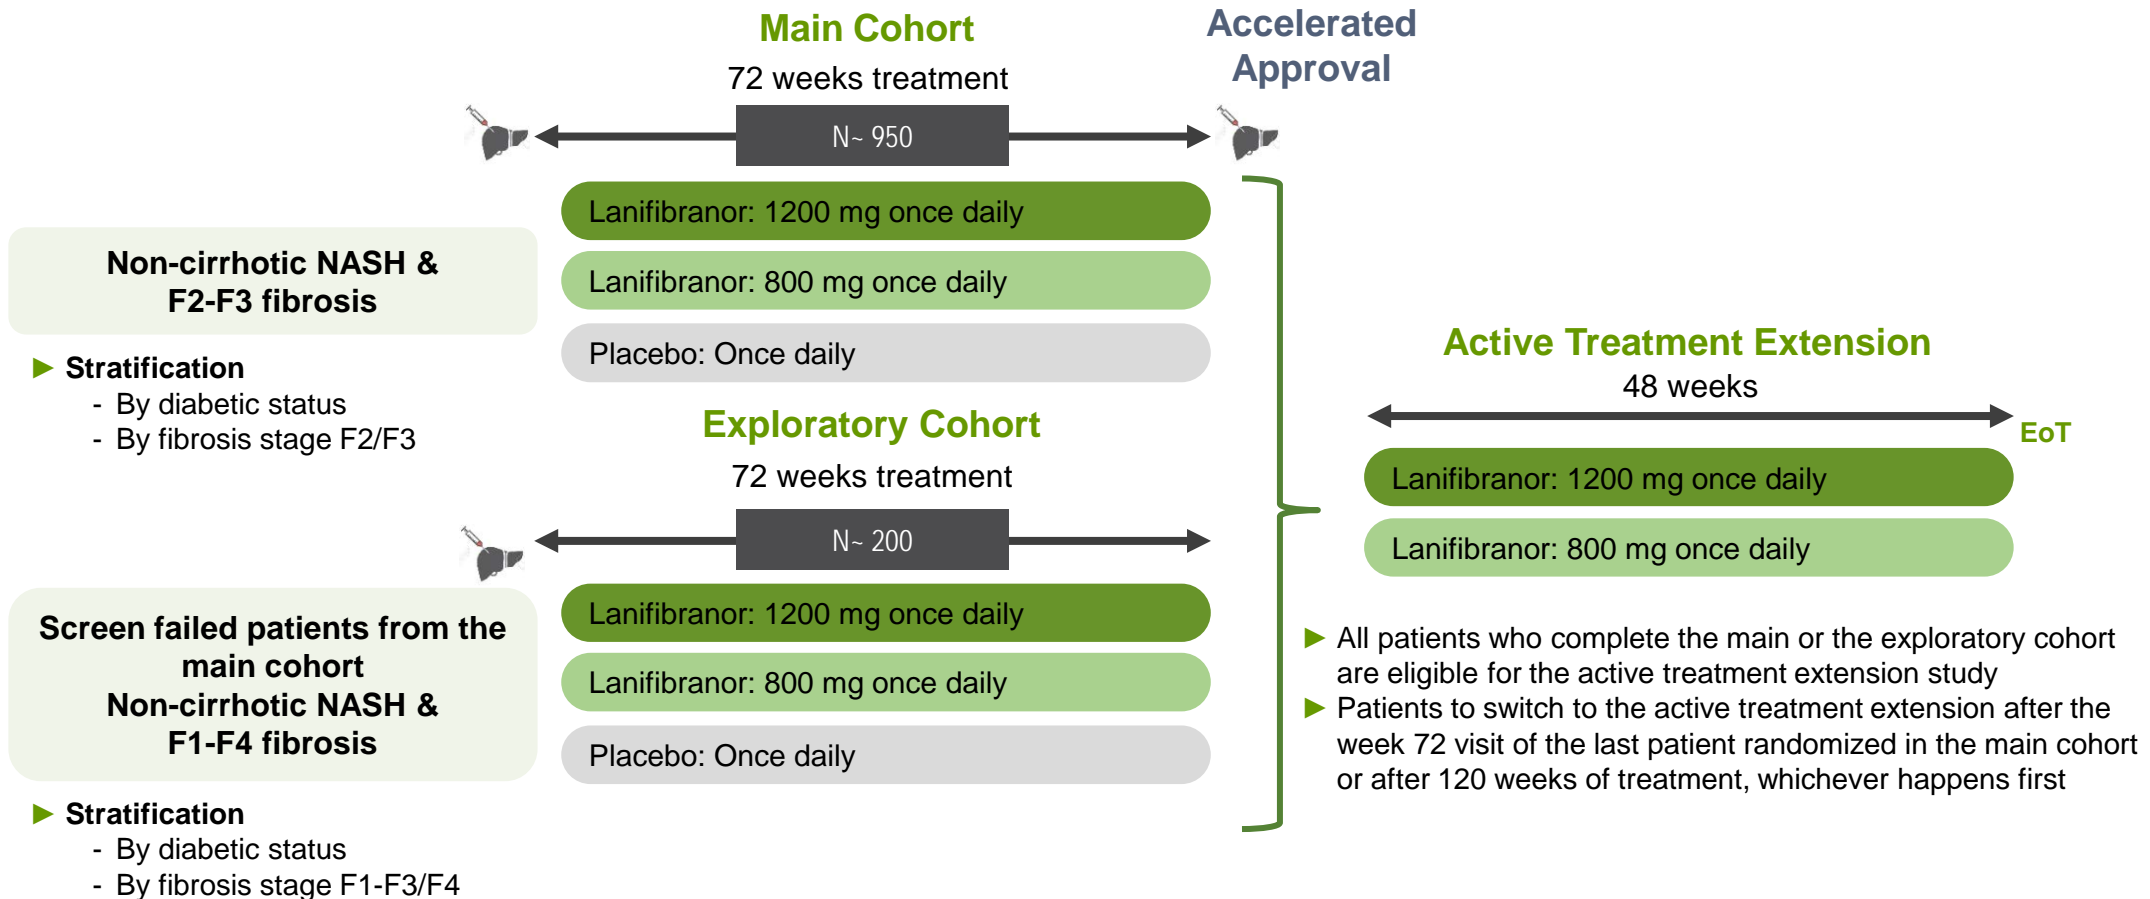 Main Cohort
72 weeks treatment
Accelerated
Approval
N~ 950
Lanifibranor: 1200 mg once daily
Lanifibranor: 800 mg once daily
Placebo: Once daily
Non-cirrhotic NASH &
F2-F3 fibrosis
► Stratification
- By diabetic status
- By fibrosis stage F2/F3
Exploratory Cohort
72 weeks treatment
N~ 200
Lanifibranor: 1200 mg once daily
Lanifibranor: 800 mg once daily
Placebo: Once daily
Screen failed patients from the
main cohort
Non-cirrhotic NASH &
F1-F4 fibrosis
► Stratification
- By diabetic status
- By fibrosis stage F1-F3/F4
Active Treatment Extension
48 weeks
EoT
Lanifibranor: 1200 mg once daily
Lanifibranor: 800 mg once daily
► All patients who complete the main or the exploratory cohort
are eligible for the active treatment extension study
► Patients to switch to the active treatment extension after the
week 72 visit of the last patient randomized in the main cohort
or after 120 weeks of treatment, whichever happens first